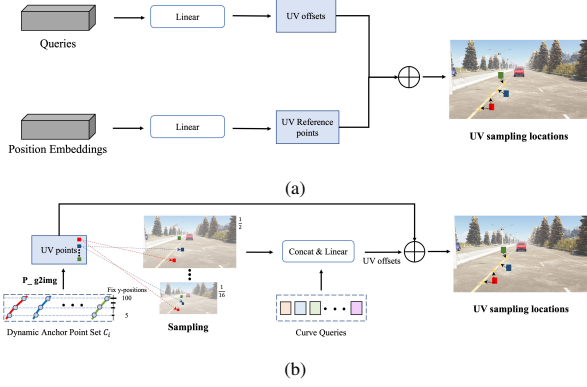 Linear
UV offsets
Queries
Linear
UV Reference
points
Position Embeddings
UV sampling locations
(a)
UV points
1/2
P_ g2img
Concat & Linear
UV offsets
Fix y-positions
100
5
1/16
Dynamic Anchor Point Set C_i
Sampling
Curve Queries
UV sampling locations
(b)